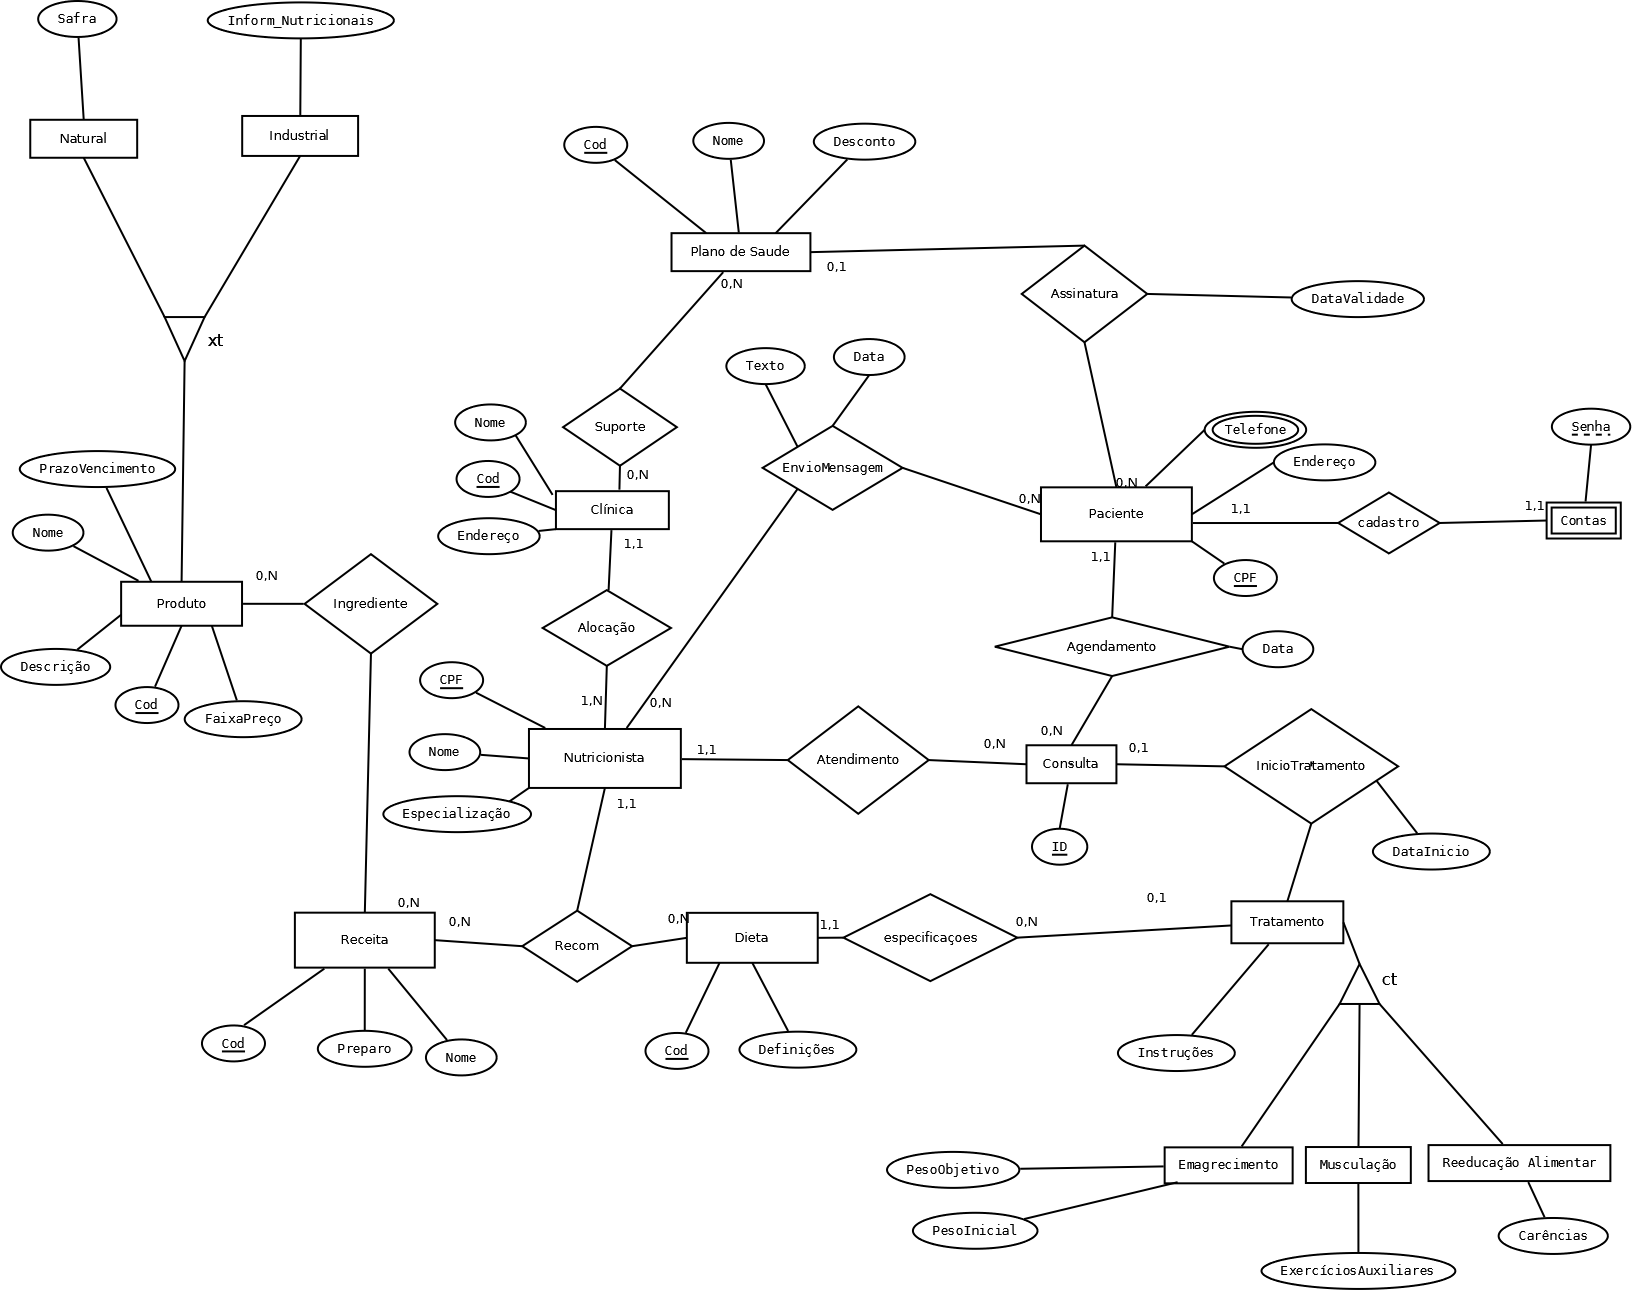 Safra
Inform_Nutricionais
Natural
Industrial
Cod
Nome
Desconto
Plano de Saude
0,N
0,1
Assinatura
DataValidade
xt
Texto
Data
Nome
Suporte
Telefone
Senha
PrazoVencimento
Cod
0,N
EnvioMensagem
Endereço
0,N
0,N
Clínica
Paciente
1,1
cadastro
1,1
Contas
Nome
Endereço
1,1
1,1
CPF
0,N
Produto
Ingrediente
Alocação
Agendamento
Data
Descrição
CPF
Cod
FaixaPreço
1,N
0,N
0,N
Nome
Nutricionista
1,1
Atendimento
0,N
Consulta
0,1
InicioTratamento
Especialização
1,1
ID
DataInicio
0,N
0,N
0,N
1,1
0,N
0,1
Receita
Recom
Dieta
especificaçoes
Tratamento
ct
Cod
Preparo
Nome
Cod
Definições
Instruções
PesoObjetivo
Emagrecimento
Musculação
Reeducação Alimentar
PesoInicial
Carências
ExercíciosAuxiliares